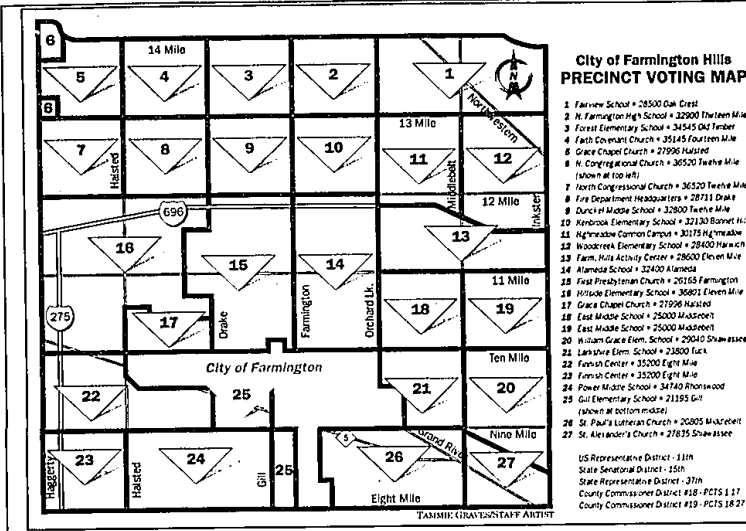 6
14 Mile
5
4
3
2
1
N
6
Northwestern
13 Mile
7
8
9
10
11
12
Halsted
Middlebelt
Inkster
12 Mile
696
16
15
14
13
11 Mile
275
17
Drake
Farmington
Orchard Lk.
18
19
City of Farmington
Ten Mile
22
25
21
20
5
Grand River
Nine Mile
23
24
25
26
27
Haggerty
Halsted
Gill
Eight Mile
TAMMIE GRAVES/STAFF ARTIST
City of Farmington Hills
PRECINCT VOTING MAP
1 Fairview School • 28500 Oak Crest
2 N. Farmington High School • 32900 Thirteen Mile
3 Forest Elementary School • 34545 Old Timber
4 Faith Covenant Church • 35145 Fourteen Mile
5 Grace Chapel Church • 27996 Halsted
6 N. Congregational Church • 36520 Twelve Mile
(shown at top left)
7 North Congressional Church • 36520 Twelve Mile
8 Fire Department Headquarters • 28711 Drake
9 Dunckel Middle School • 32800 Twelve Mile
10 Kenbrook Elementary School • 32130 Bonnet Hill
11 Highmeadow Common Campus • 30175 Highmeadow
12 Woodcreek Elementary School • 28400 Harwich
13 Farm. Hills Activity Center • 28600 Eleven Mile
14 Alameda School • 32400 Alameda
15 First Presbyterian Church • 26165 Farmington
16 Hillside Elementary School • 36801 Eleven Mile
17 Grace Chapel Church • 27996 Halsted
18 East Middle School • 25000 Middlebelt
19 East Middle School • 25000 Middlebelt
20 William Grace Elem. School • 29040 Shiawassee
21 Larkshire Elem. School • 23800 Tuck
22 Finnish Center • 35200 Eight Mile
23 Finnish Center • 35200 Eight Mile
24 Power Middle School • 34740 Rhonswood
25 Gill Elementary School • 21195 Gill
(shown at bottom middle)
26 St. Paul's Lutheran Church • 20805 Middlebelt
27 St. Alexander's Church • 27835 Shiawassee
US Representative District - 11th
State Senatorial District - 15th
State Representative District - 37th
County Commissioner District #18 - PCTS 1 17
County Commissioner District #19 - PCTS 18 27